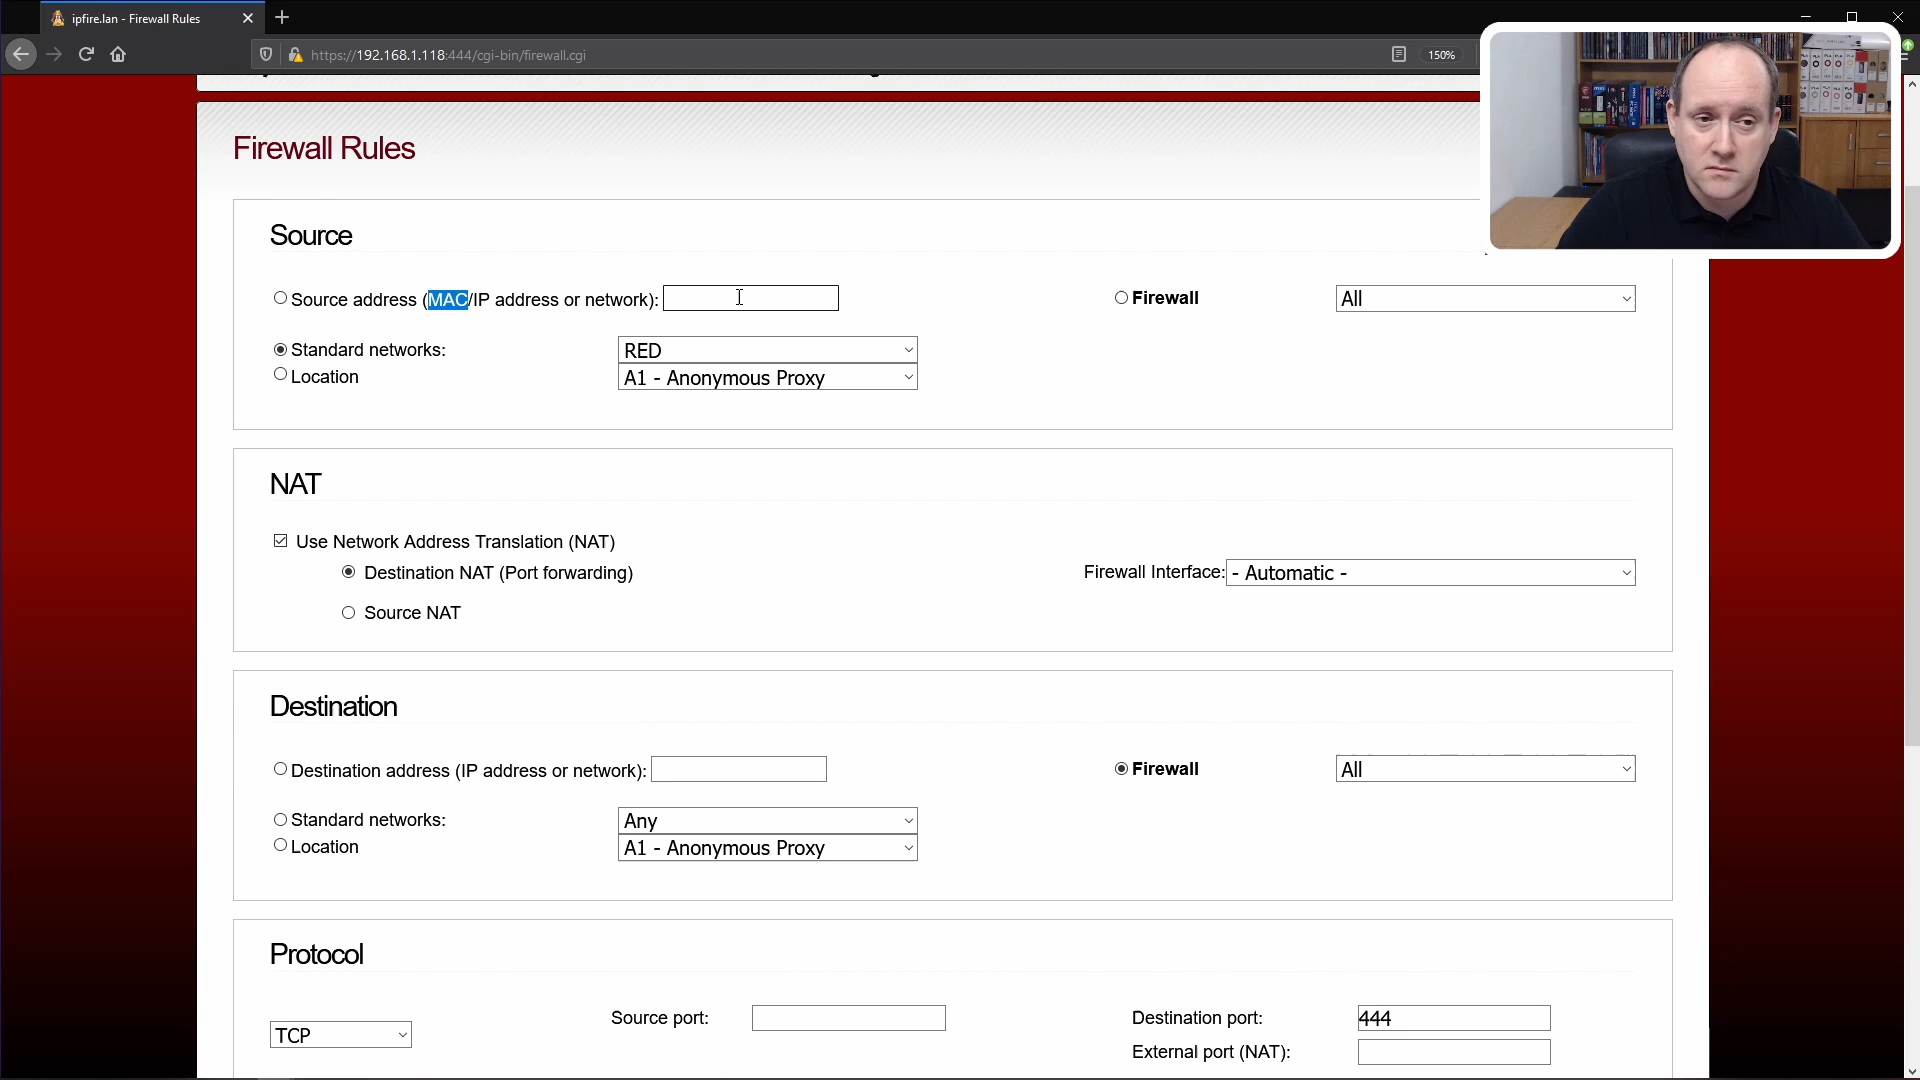 ipfire.lan - Firewall Rules
https://192.168.1.118:444/cgi-bin/firewall.cgi
150%
Firewall Rules
Source
Source address (MAC/IP address or network):
Firewall
All
Standard networks:
RED
Location
A1 - Anonymous Proxy
NAT
Use Network Address Translation (NAT)
Destination NAT (Port forwarding)
Firewall Interface:
- Automatic -
Source NAT
Destination
Destination address (IP address or network):
Firewall
All
Standard networks:
Any
Location
A1 - Anonymous Proxy
Protocol
Source port:
Destination port:
444
TCP
External port (NAT):